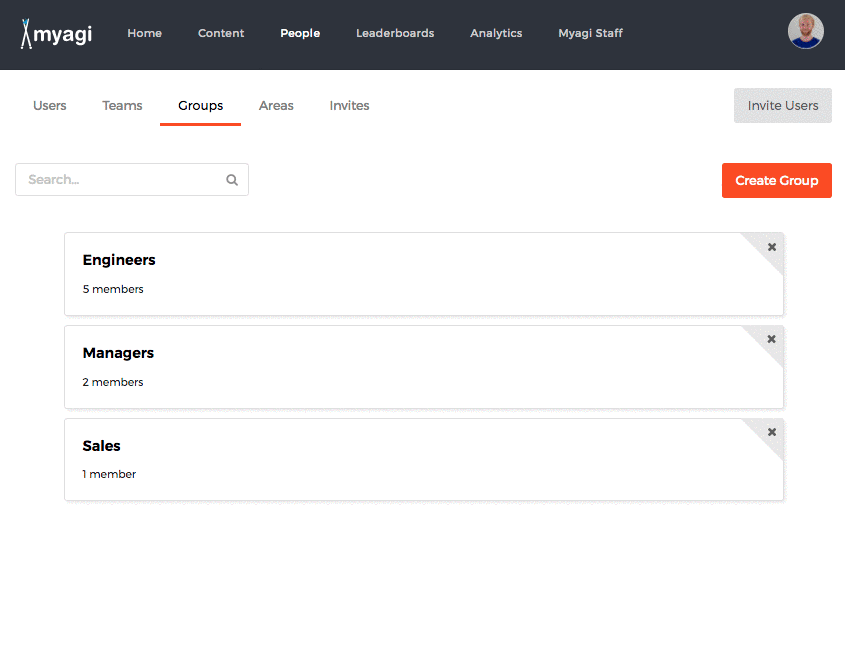 myagi Home Content People Leaderboards Analytics Myagi Staff
Users Teams Groups Areas Invites Invite Users
Search... Create Group
Engineers
5 members
Managers
2 members
Sales
1 member